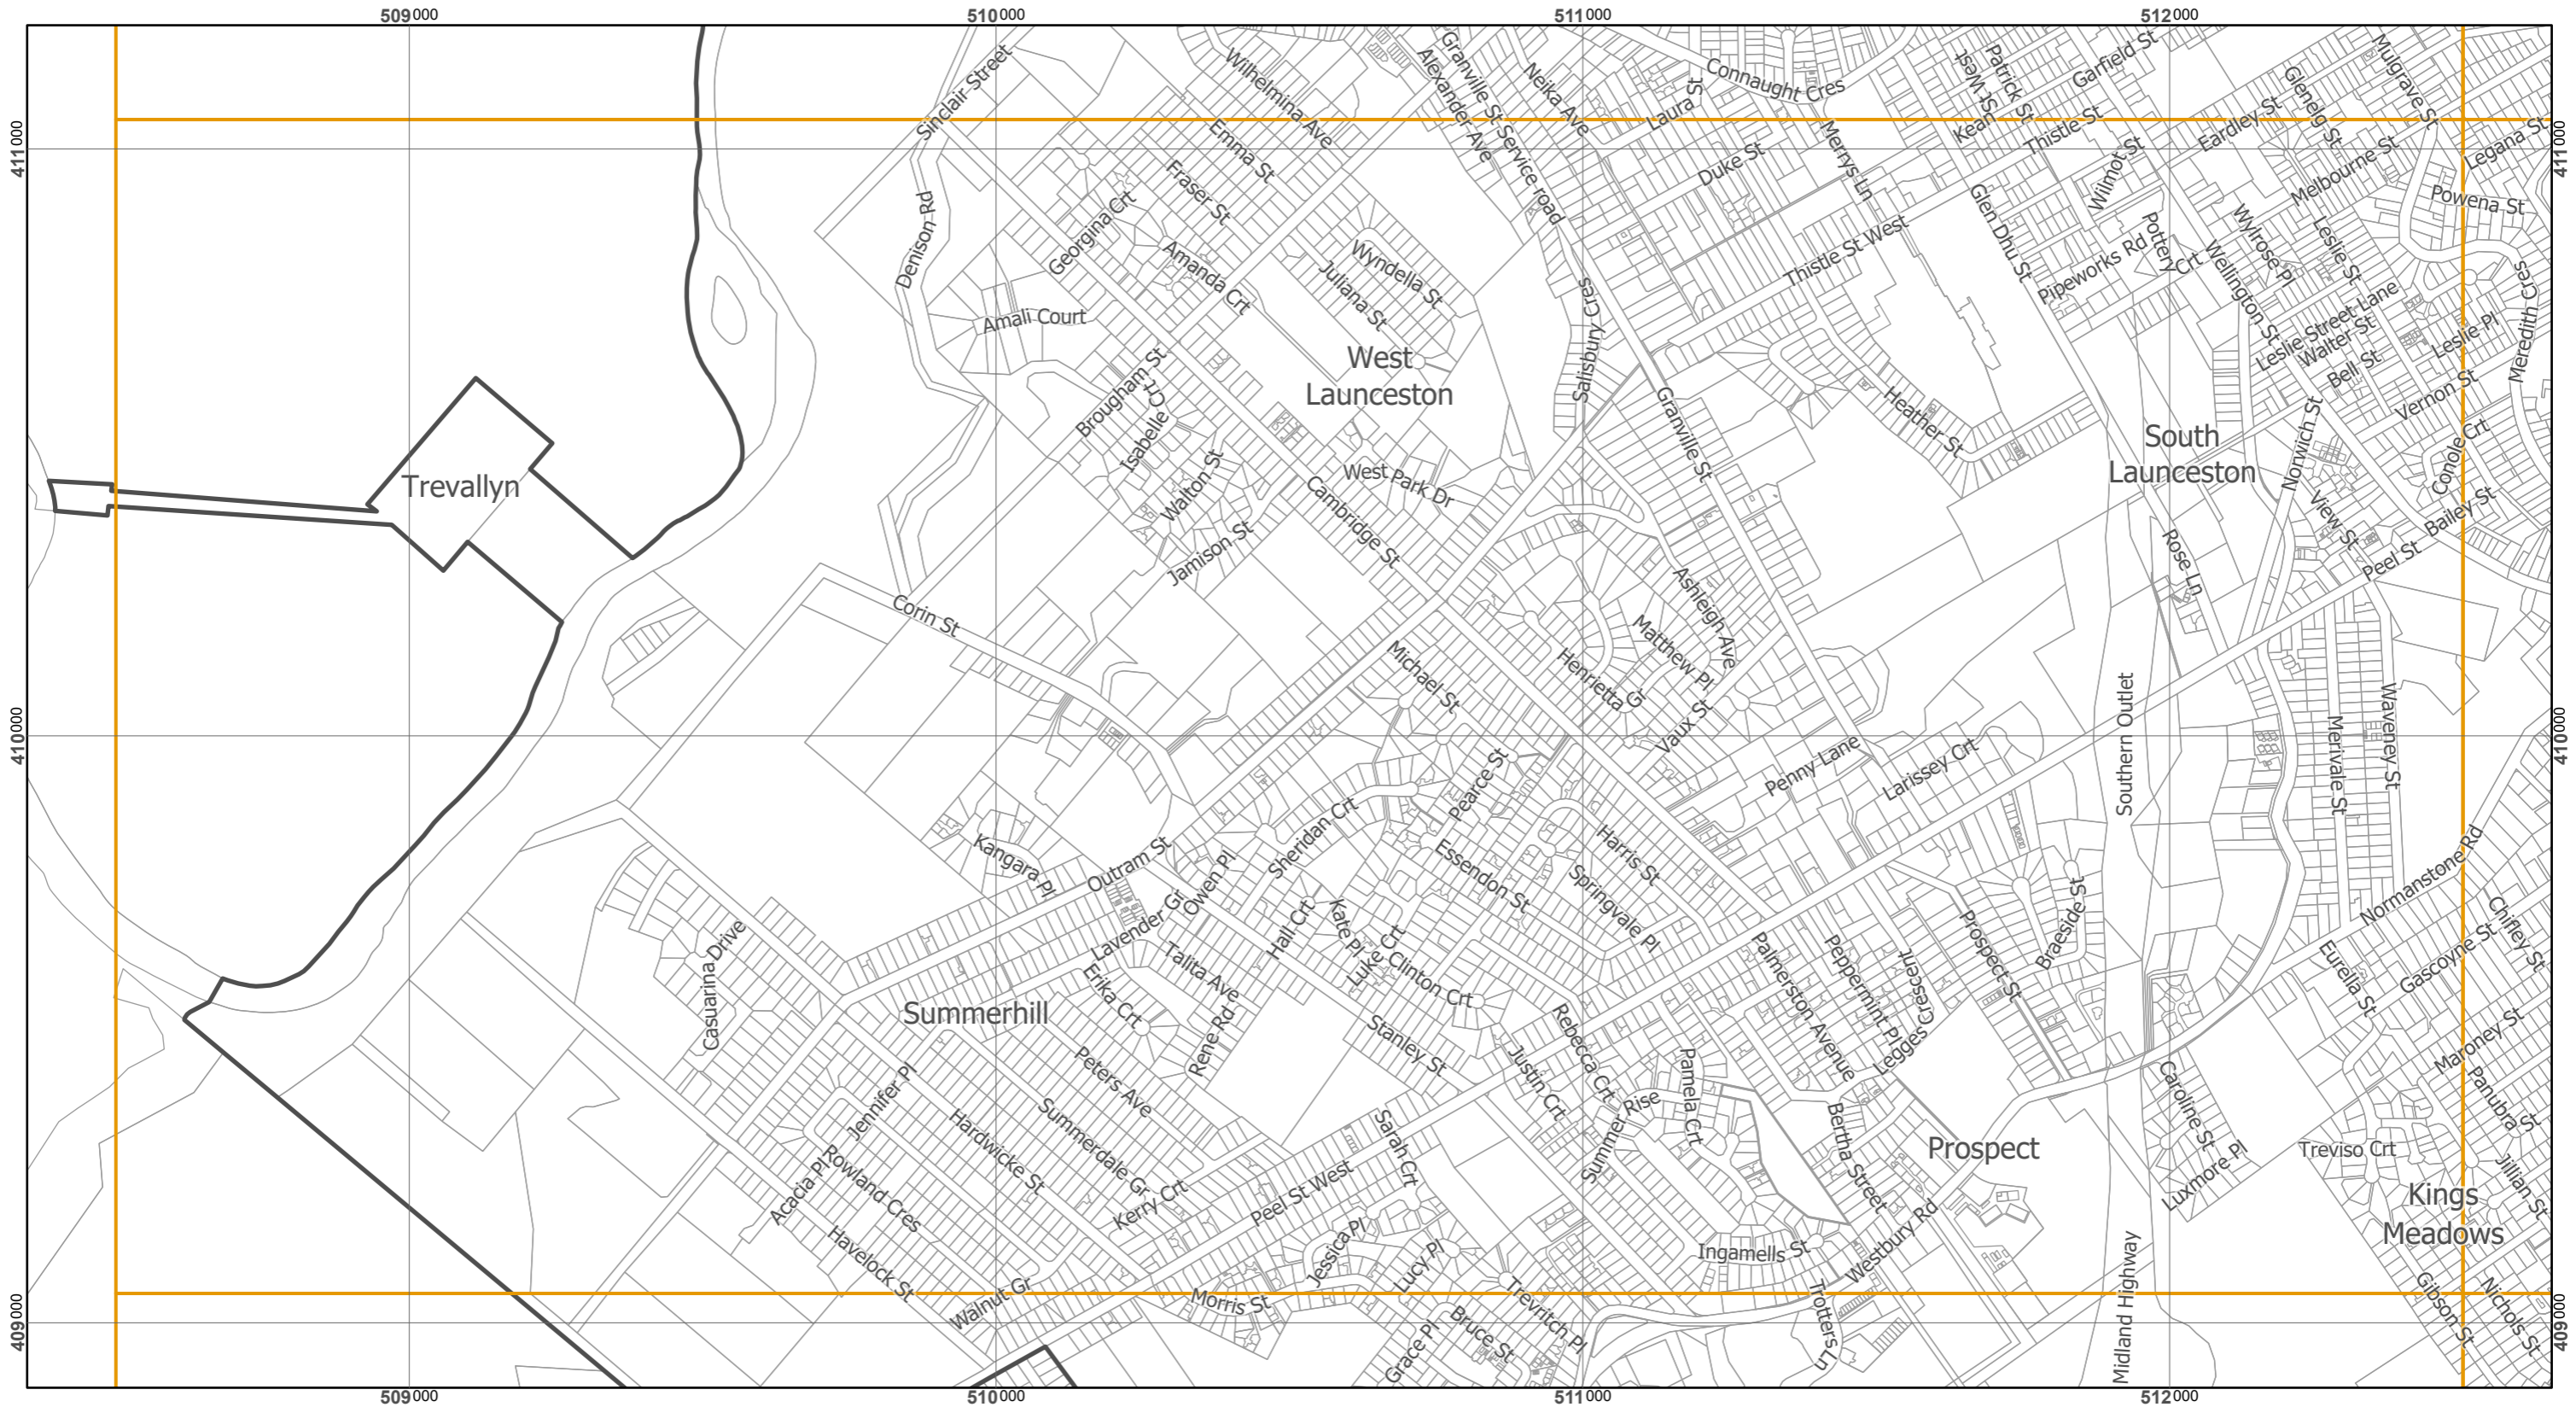 509000
510000
511000
512000
411000
410000
409000
411000
410000
409000
Sinclair Street
Wilhelmina Ave
Emma St
Fraser St
Georgina Crt
Amanda Crt
Denison Rd
Amali Court
Alexander Ave
Granville St Service road
Neika Ave
Laura St
Connaught Cres
Duke St
Merrys Ln
West St
Patrick St
Kean
Garfield St
Thistle St
Thistle St West
Glen Dhu St
Wilmot St
Eardley St
Glenelg St
Mulgrave St
Melbourne St
Legana St
Powena St
Pottery Crt
Pipeworks Rd
Wellington St
Wylrose Pl
Leslie St
Leslie Street Lane
Walter St
Bell St
Leslie Pl
Meredith Cres
Vernon St
Norwich St
Conole Crt
Bailey St
View St
Peel St
Wyndella St
Juliana St
West
Launceston
Salisbury Cres
Granville St
Heather St
South
Launceston
Brougham St
Isabelle Crt
Walton St
Jamison St
Cambridge St
West Park Dr
Trevallyn
Corin St
Rose Ln
Ashleigh Ave
Matthew Pl
Henrietta Gr
Vaux St
Michael St
Penny Lane
Larissey Crt
Southern Outlet
Merivale St
Waveney St
Pearce St
Sheridan Crt
Kangara Pl
Outram St
Owen Pl
Lavender Gr
Hall Crt
Kate Pl
Luke Crt
Clinton Crt
Essendon St
Harris St
Springvale Pl
Normanstone Rd
Chifley St
Gascoyne St
Eurella St
Braeside St
Prospect St
Palmerston Avenue
Peppermint Pl
Legges Crescent
Casuarina Drive
Summerhill
Erika Crt
Talita Ave
Rene Rd
Stanley St
Rebecca Crt
Justin Crt
Maroney St
Panubra St
Caroline St
Luxmore Pl
Treviso Crt
Jillian St
Kings
Meadows
Jennifer Pl
Peters Ave
Hardwicke St
Summerdale Gr
Kerry Crt
Peel St West
Sarah Crt
Summer Rise
Pamela Crt
Bertha Street
Prospect
Acacia Pl
Rowland Cres
Havelock St
Walnut Gr
Morris St
Jessica Pl
Lucy Pl
Ingamells St
Westbury Rd
Trotters Ln
Trevritch Pl
Bruce St
Grace Pl
Midland Highway
Gibson St
Nichols St
509000
510000
511000
512000